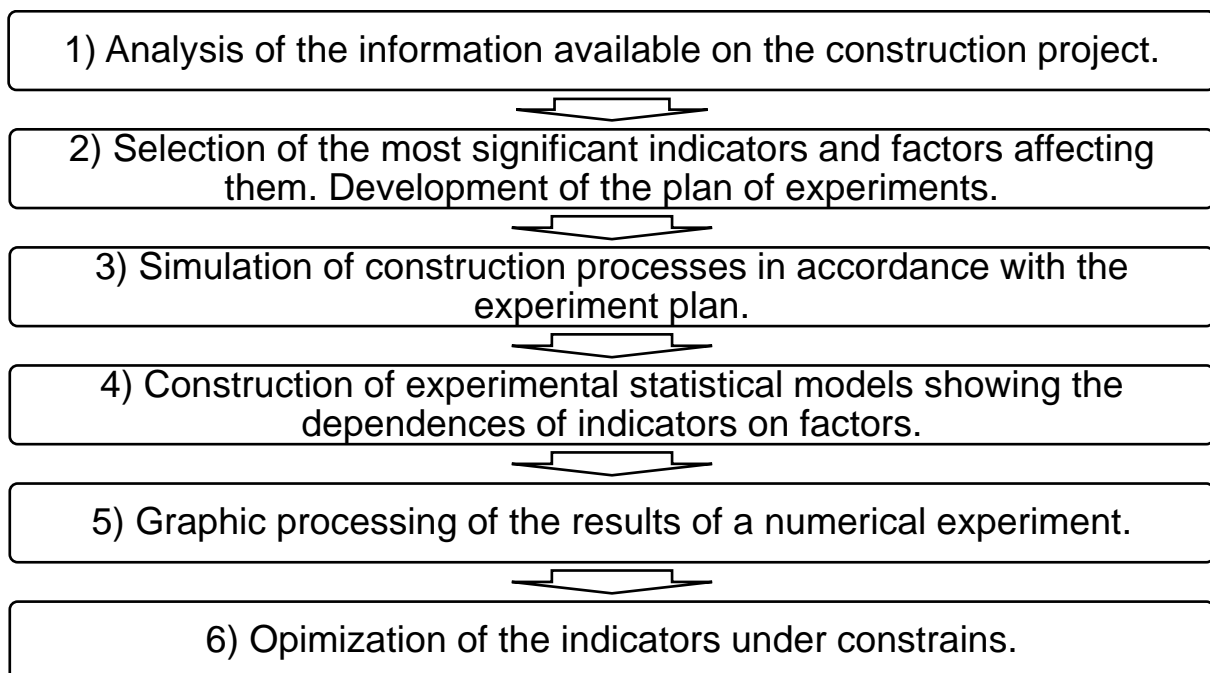 1) Analysis of the information available on the construction project.
2) Selection of the most significant indicators and factors affecting
them. Development of the plan of experiments.
3) Simulation of construction processes in accordance with the
experiment plan.
4) Construction of experimental statistical models showing the
dependences of indicators on factors.
5) Graphic processing of the results of a numerical experiment.
6) Opimization of the indicators under constrains.